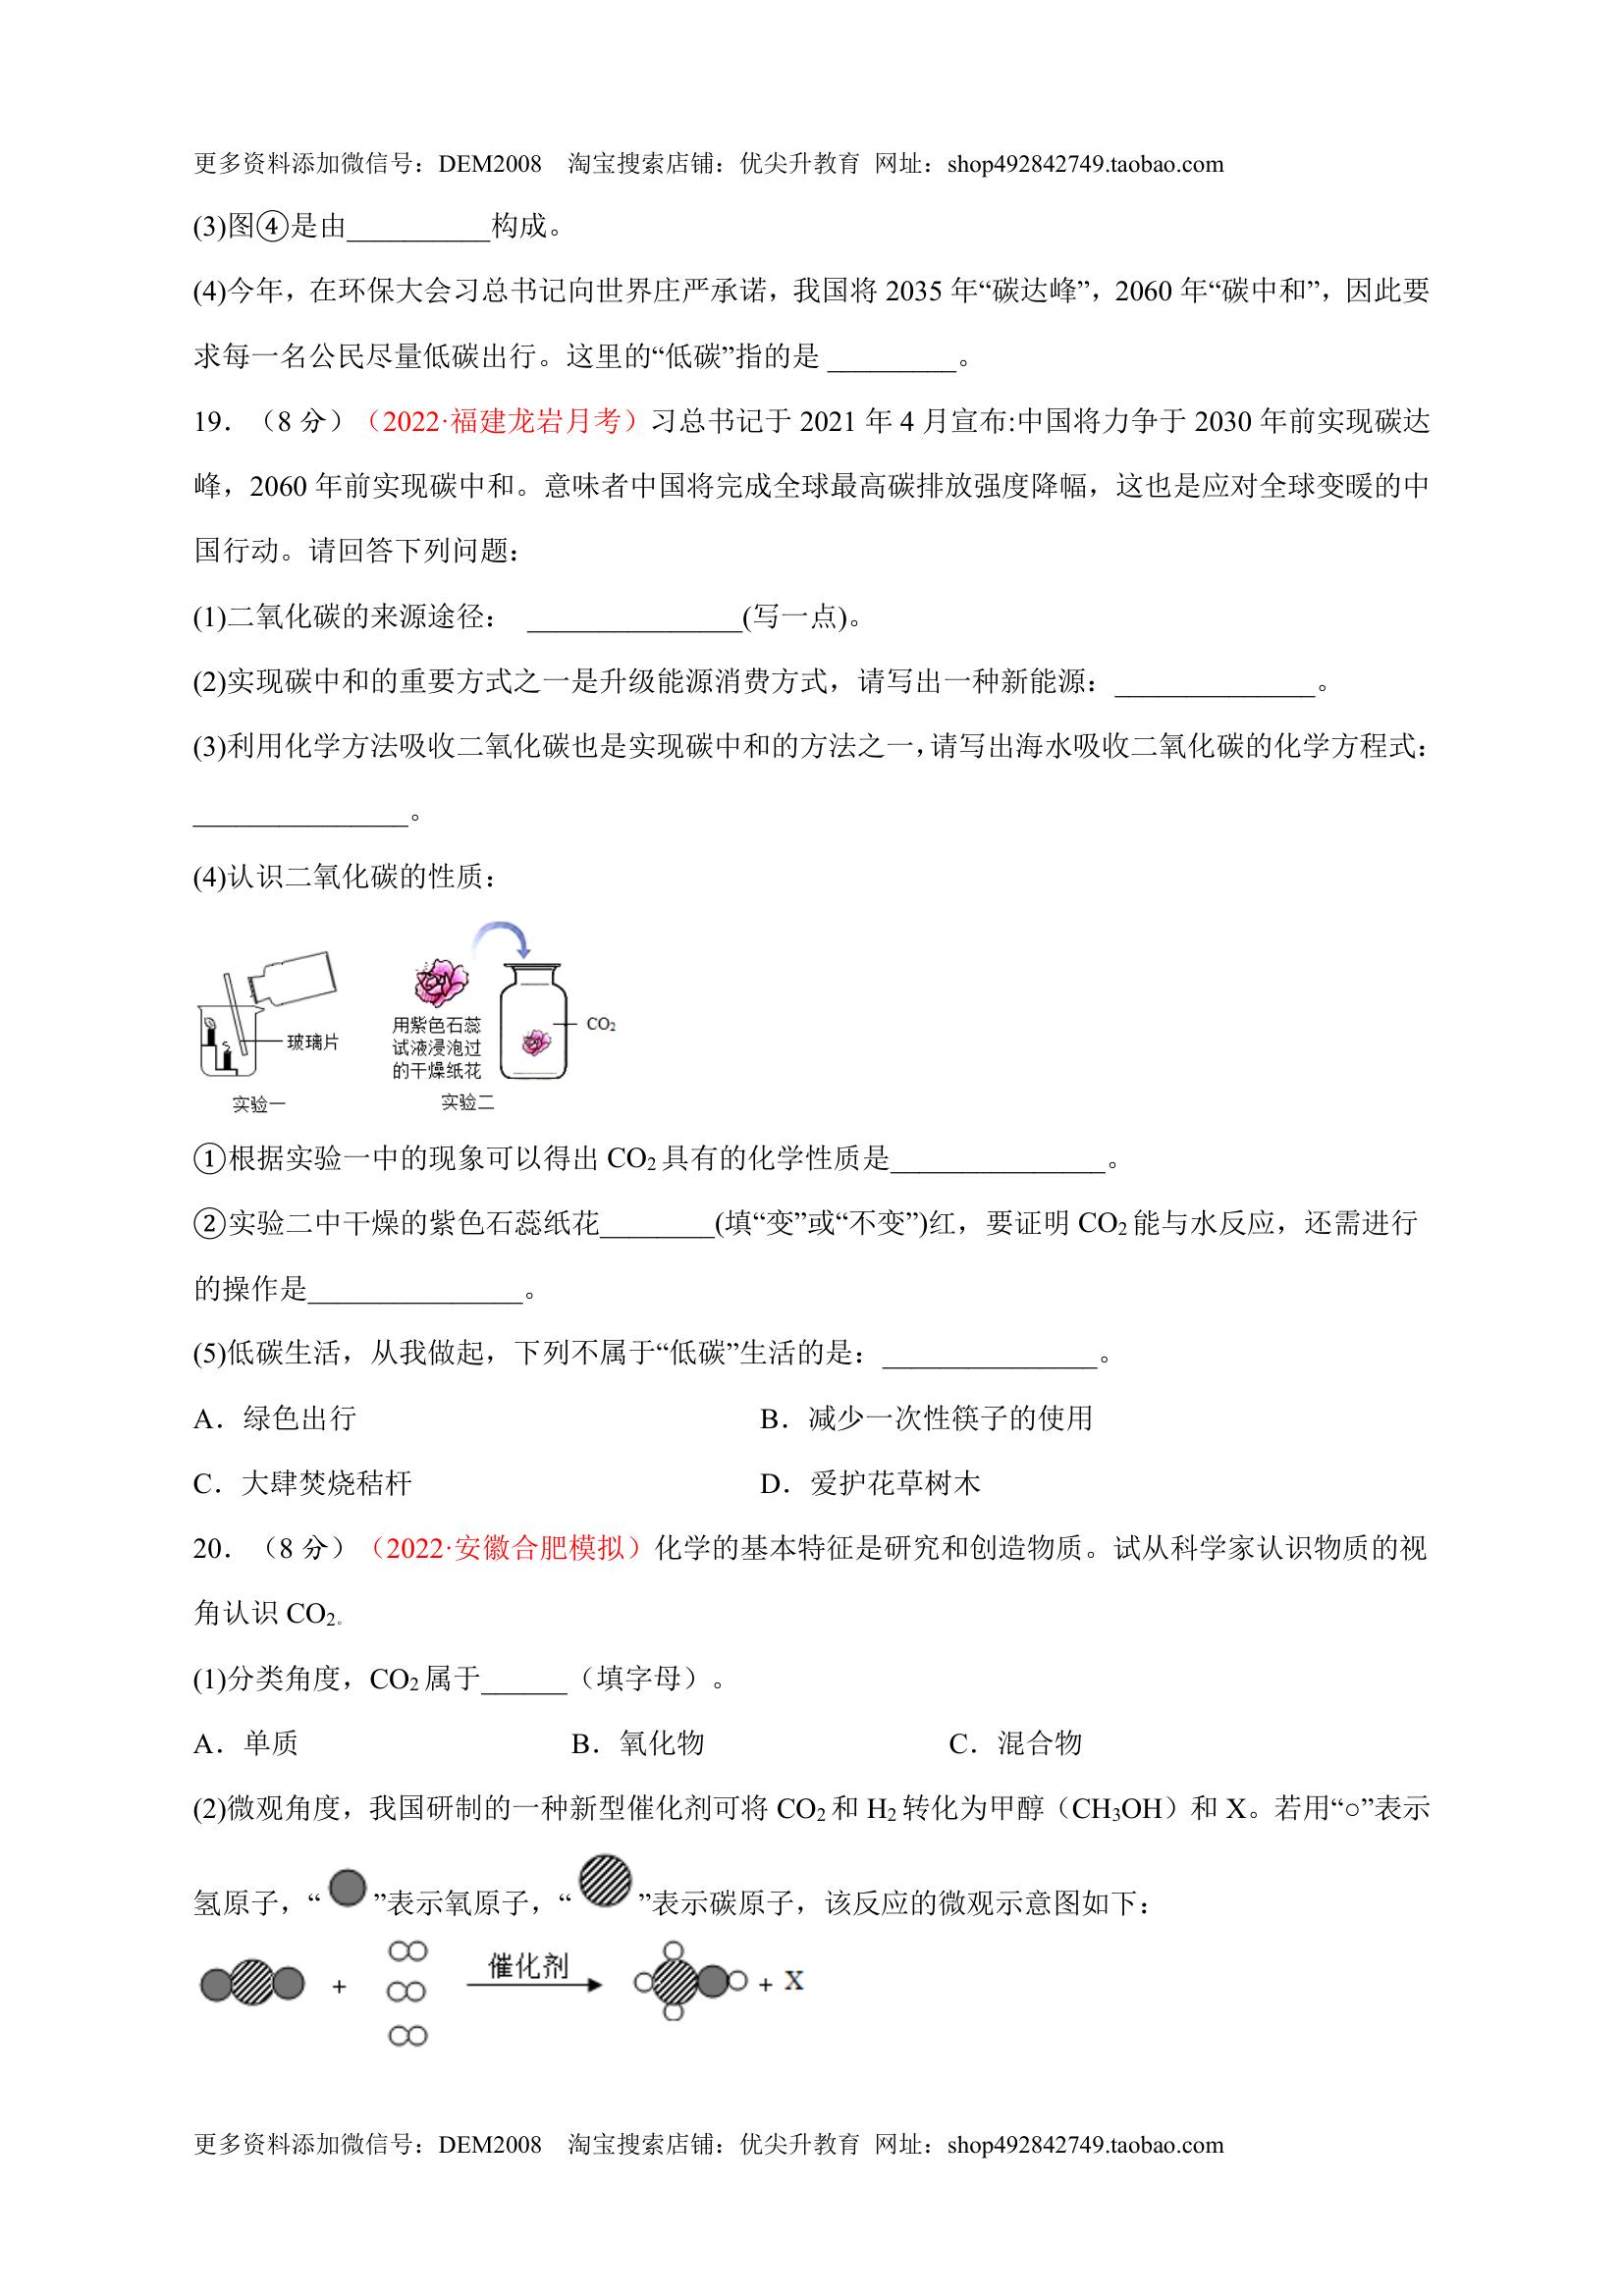 更多资料添加微信号：DEM2008 淘宝搜索店铺：优尖升教育 网址：shop492842749.taobao.com
(3)图④是由__________构成。
(4)今年，在环保大会习总书记向世界庄严承诺，我国将 2035 年“碳达峰”，2060 年“碳中和”，因此要
求每一名公民尽量低碳出行。这里的“低碳”指的是 _________。
19．（8 分）（2022·福建龙岩月考）习总书记于 2021 年 4 月宣布:中国将力争于 2030 年前实现碳达
峰，2060 年前实现碳中和。意味者中国将完成全球最高碳排放强度降幅，这也是应对全球变暖的中
国行动。请回答下列问题：
(1)二氧化碳的来源途径： _______________(写一点)。
(2)实现碳中和的重要方式之一是升级能源消费方式，请写出一种新能源：______________。
(3)利用化学方法吸收二氧化碳也是实现碳中和的方法之一，请写出海水吸收二氧化碳的化学方程式：
_______________。
(4)认识二氧化碳的性质：
玻璃片
实验一
用紫色石蕊
试液浸泡过
的干燥纸花
CO₂
实验二
①根据实验一中的现象可以得出 CO₂ 具有的化学性质是_______________。
②实验二中干燥的紫色石蕊纸花________(填“变”或“不变”)红，要证明 CO₂ 能与水反应，还需进行
的操作是_______________。
(5)低碳生活，从我做起，下列不属于“低碳”生活的是：_______________。
A．绿色出行 B．减少一次性筷子的使用
C．大肆焚烧秸杆 D．爱护花草树木
20．（8 分）（2022·安徽合肥模拟）化学的基本特征是研究和创造物质。试从科学家认识物质的视
角认识 CO₂。
(1)分类角度，CO₂ 属于______（填字母）。
A．单质 B．氧化物 C．混合物
(2)微观角度，我国研制的一种新型催化剂可将 CO₂ 和 H₂ 转化为甲醇（CH₃OH）和 X。若用“○”表示
氢原子，“ ”表示氧原子，“ ”表示碳原子，该反应的微观示意图如下：
+ 催化剂 + X
更多资料添加微信号：DEM2008 淘宝搜索店铺：优尖升教育 网址：shop492842749.taobao.com